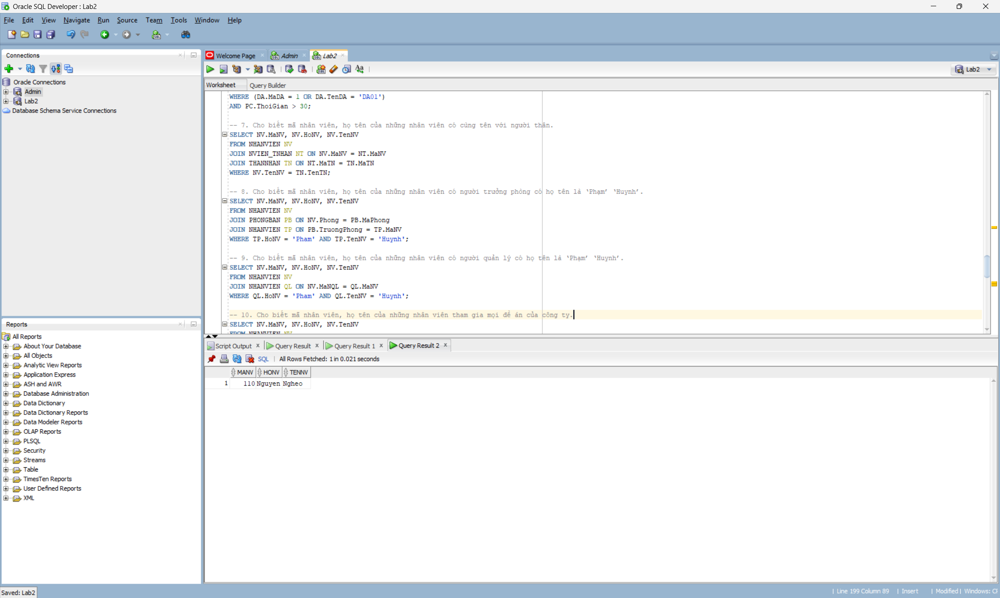 Oracle SQL Developer : Lab2
File Edit View Navigate Run Source Team Tools Window Help
Connections
Oracle Connections
Admin
Lab2
Database Schema Service Connections
Reports
All Reports
About Your Database
All Objects
Analytic View Reports
Application Express
ASH and AWR
Database Administration
Data Dictionary
Data Dictionary Reports
Data Modeler Reports
OLAP Reports
PLSQL
Security
Streams
Table
TimesTen Reports
User Defined Reports
XML
Welcome Page Admin Lab2
Lab2
Worksheet Query Builder
WHERE (DA.MaDA = 1 OR DA.TenDA = 'DA01')
AND PC.ThoiGian > 30;
-- 7. Cho biết mã nhân viên, họ tên của những nhân viên có cùng tên với người thân.
SELECT NV.MaNV, NV.HoNV, NV.TenNV
FROM NHANVIEN NV
JOIN NVIEN_TNHAN NT ON NV.MaNV = NT.MaNV
JOIN THANNHAN TN ON NT.MaTN = TN.MaTN
WHERE NV.TenNV = TN.TenTN;
-- 8. Cho biết mã nhân viên, họ tên của những nhân viên có người trưởng phòng có họ tên là ‘Phạm’ ‘Huynh’.
SELECT NV.MaNV, NV.HoNV, NV.TenNV
FROM NHANVIEN NV
JOIN PHONGBAN PB ON NV.Phong = PB.MaPhong
JOIN NHANVIEN TP ON PB.TruongPhong = TP.MaNV
WHERE TP.HoNV = 'Pham' AND TP.TenNV = 'Huynh';
-- 9. Cho biết mã nhân viên, họ tên của những nhân viên có người quản lý có họ tên là ‘Phạm’ ‘Huynh’.
SELECT NV.MaNV, NV.HoNV, NV.TenNV
FROM NHANVIEN NV
JOIN NHANVIEN QL ON NV.MaNQL = QL.MaNV
WHERE QL.HoNV = 'Pham' AND QL.TenNV = 'Huynh';
-- 10. Cho biết mã nhân viên, họ tên của những nhân viên tham gia mọi đề án của công ty.
SELECT NV.MaNV, NV.HoNV, NV.TenNV
FROM NHANVIEN NV
Script Output Query Result Query Result 1 Query Result 2
SQL All Rows Fetched: 1 in 0.021 seconds
MANV HONV TENNV
1 110 Nguyen Ngheo
Saved: Lab2
Line 199 Column 89 Insert Modified Windows: